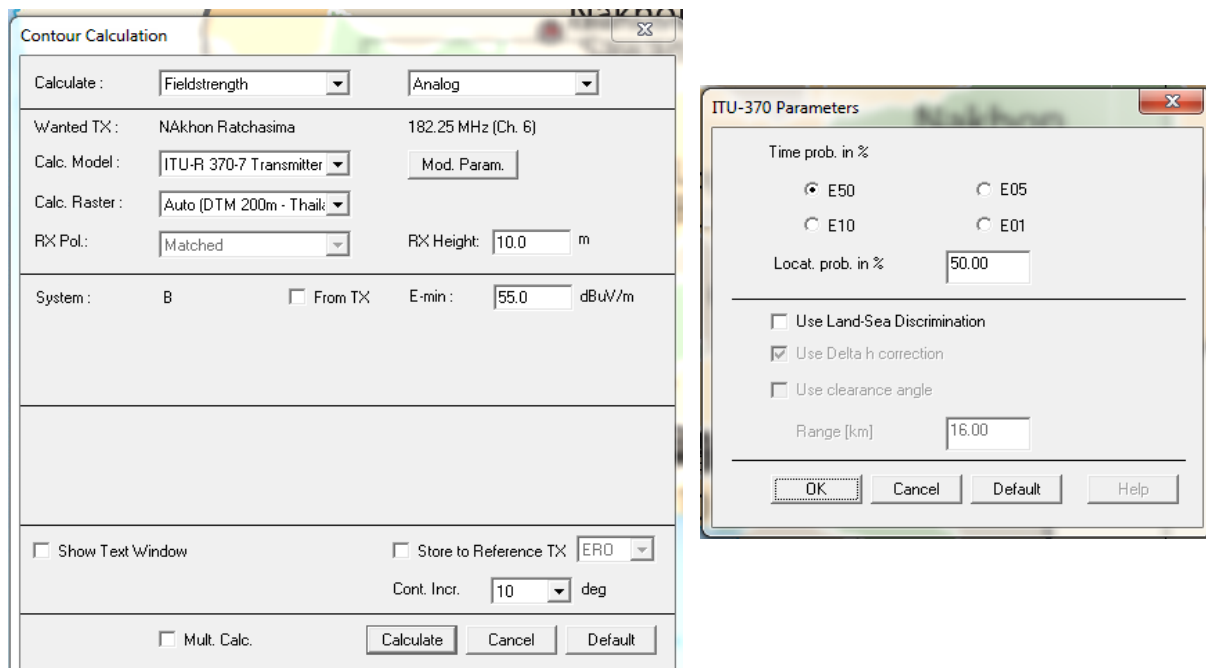 Contour Calculation
Calculate : Fieldstrength Analog
Wanted TX : NAkhon Ratchasima 182.25 MHz (Ch. 6)
Calc. Model : ITU-R 370-7 Transmitter Mod. Param.
Calc. Raster : Auto (DTM 200m -
RX Pol.: Matched RX Height: 10.0 m
System : B From TX E-min : 55.0 dBuV/m
Show Text Window Store to Reference TX ERO
Cont. Incr. 10 deg
Mult. Calc. Calculate Cancel Default
ITU-370 Parameters
Nakhon
Time prob. in %
E50 E05
E10 E01
Locat. prob. in % 50.00
Use Land-Sea Discrimination
Use Delta h correction
Use clearance angle
Range [km] 16.00
OK Cancel Default Help